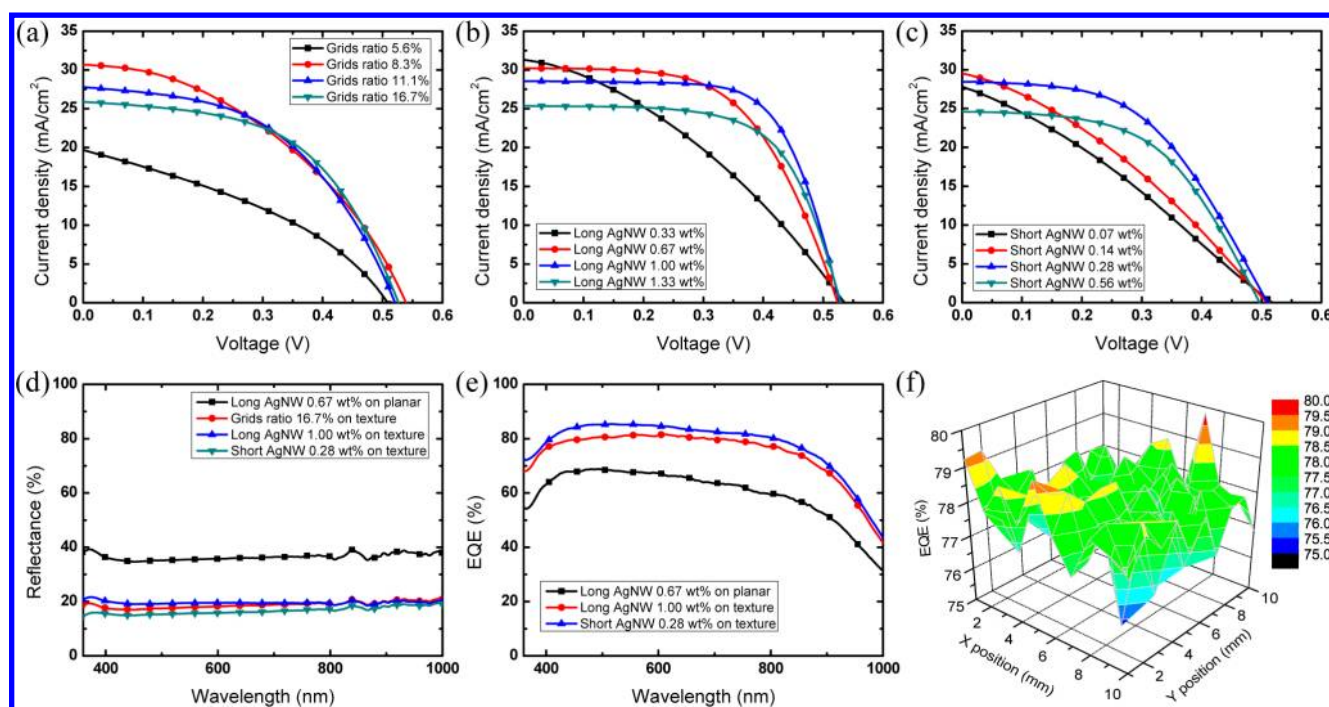 (a)
Current density (mA/cm²)
35
30
25
20
15
10
5
0
Grids ratio 5.6%
Grids ratio 8.3%
Grids ratio 11.1%
Grids ratio 16.7%
0.0 0.1 0.2 0.3 0.4 0.5 0.6
Voltage (V)
(b)
Current density (mA/cm²)
35
30
25
20
15
10
5
0
Long AgNW 0.33 wt%
Long AgNW 0.67 wt%
Long AgNW 1.00 wt%
Long AgNW 1.33 wt%
0.0 0.1 0.2 0.3 0.4 0.5 0.6
Voltage (V)
(c)
Current density (mA/cm²)
35
30
25
20
15
10
5
0
Short AgNW 0.07 wt%
Short AgNW 0.14 wt%
Short AgNW 0.28 wt%
Short AgNW 0.56 wt%
0.0 0.1 0.2 0.3 0.4 0.5 0.6
Voltage (V)
(d)
Reflectance (%)
100
80
60
40
20
0
Long AgNW 0.67 wt% on planar
Grids ratio 16.7% on texture
Long AgNW 1.00 wt% on texture
Short AgNW 0.28 wt% on texture
400 600 800 1000
Wavelength (nm)
(e)
EQE (%)
100
80
60
40
20
0
Long AgNW 0.67 wt% on planar
Long AgNW 1.00 wt% on texture
Short AgNW 0.28 wt% on texture
400 600 800 1000
Wavelength (nm)
(f)
EQE (%)
80
79
78
77
76
75
2 4 6 8 10
X position (mm)
2 4 6 8 10
Y position (mm)
80.0
79.5
79.0
78.5
78.0
77.5
77.0
76.5
76.0
75.5
75.0